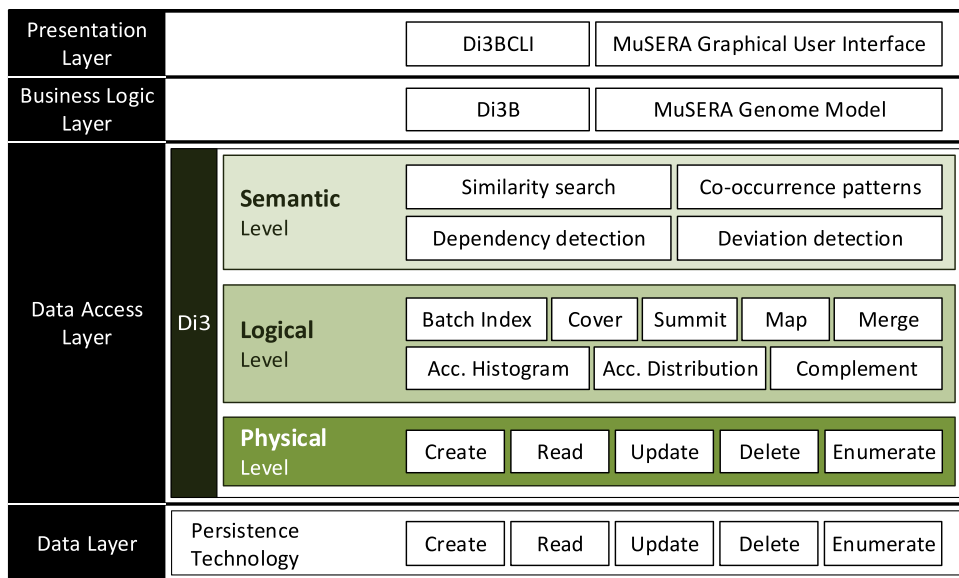 Presentation
Layer
Di3BCLI
MuSERA Graphical User Interface
Business Logic
Layer
Di3B
MuSERA Genome Model
Data Access
Layer
Di3
Semantic
Level
Similarity search
Co-occurrence patterns
Dependency detection
Deviation detection
Logical
Level
Batch Index
Cover
Summit
Map
Merge
Acc. Histogram
Acc. Distribution
Complement
Physical
Level
Create
Read
Update
Delete
Enumerate
Data Layer
Persistence
Technology
Create
Read
Update
Delete
Enumerate